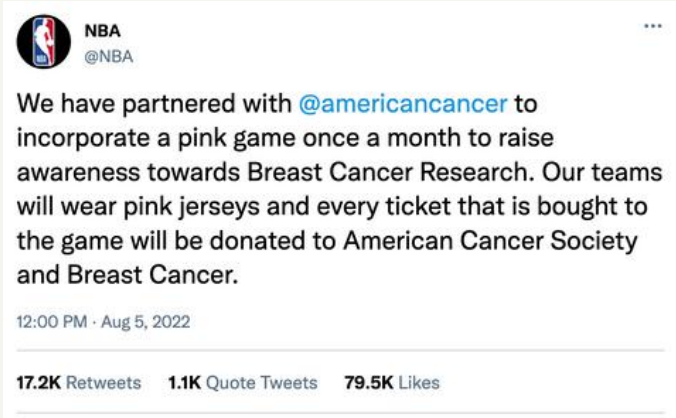 NBA
@NBA
We have partnered with @americancancer to
incorporate a pink game once a month to raise
awareness towards Breast Cancer Research. Our teams
will wear pink jerseys and every ticket that is bought to
the game will be donated to American Cancer Society
and Breast Cancer.
12:00 PM · Aug 5, 2022
17.2K Retweets 1.1K Quote Tweets 79.5K Likes